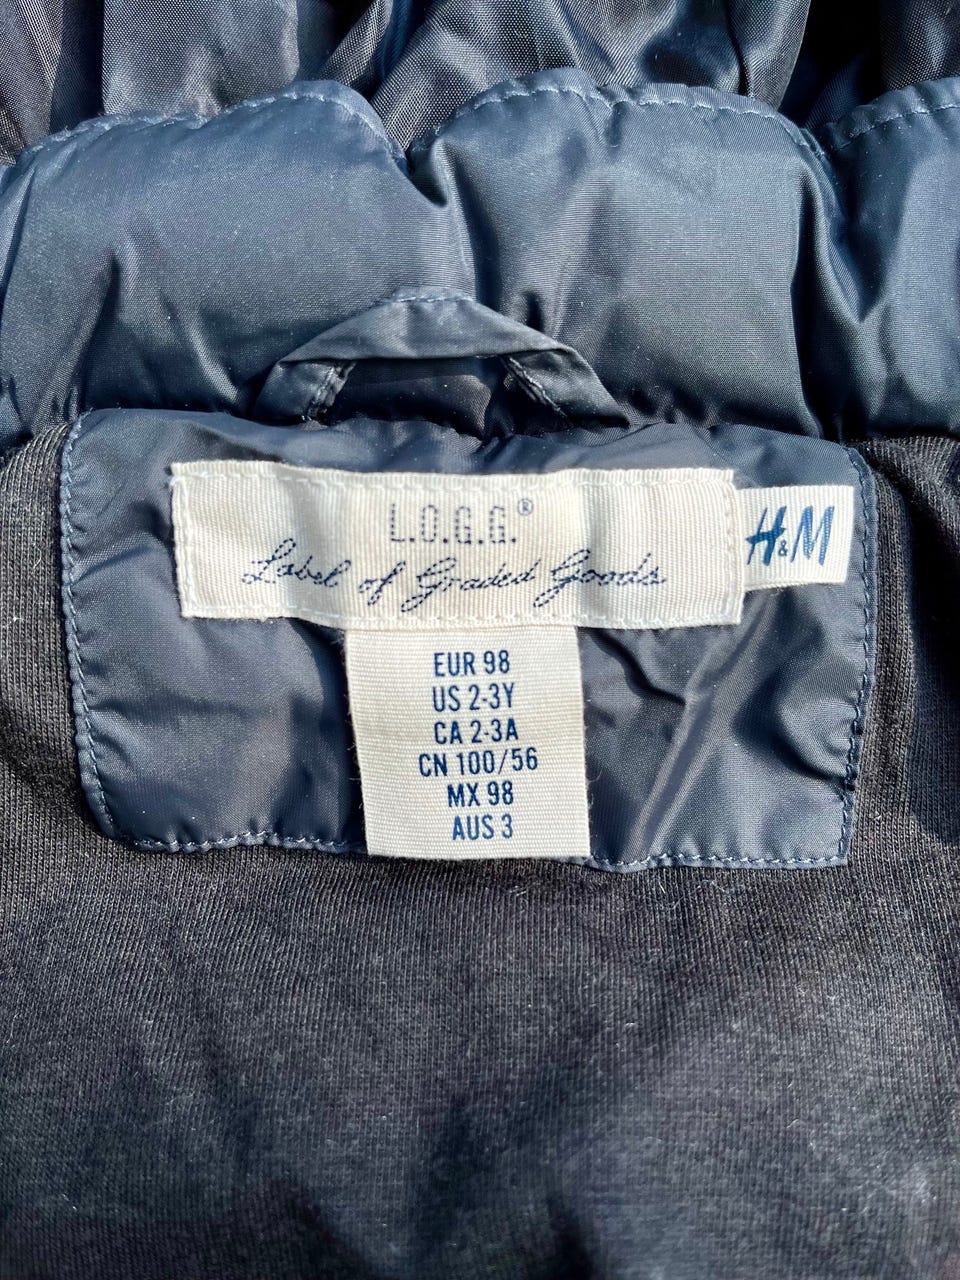 L.O.G.G.®
Label of Graded Goods
H&M
EUR 98
US 2-3Y
CA 2-3A
CN 100/56
MX 98
AUS 3